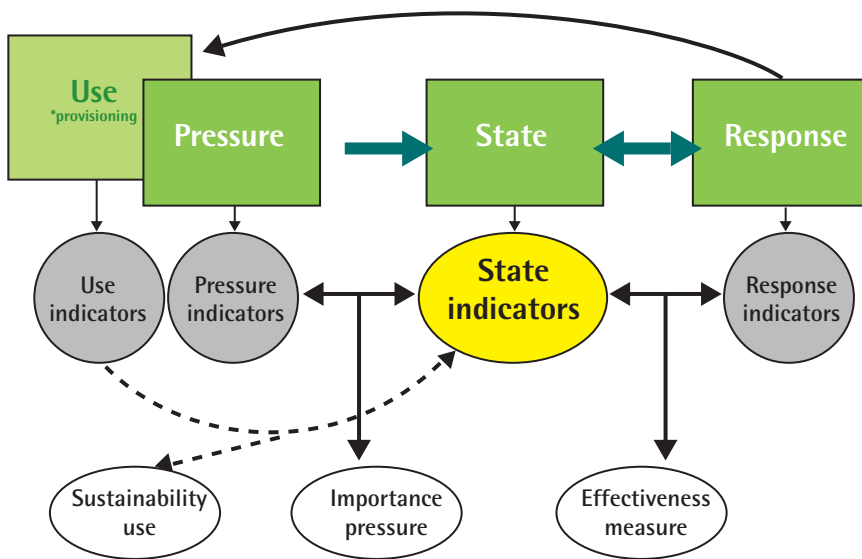 Use
*provisioning
Pressure
State
Response
Use
indicators
Pressure
indicators
State
indicators
Response
indicators
Sustainability
use
Importance
pressure
Effectiveness
measure